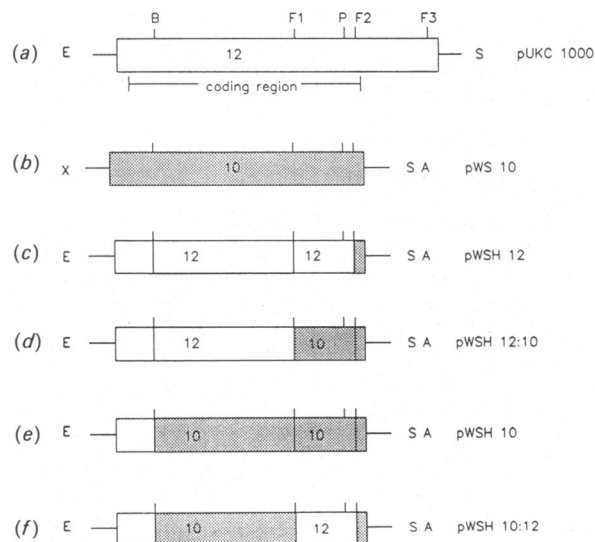 B F1 P F2 F3
(a) E 12 S pUKC 1000
coding region
(b) X 10 S A pWS 10
(c) E 12 12 S A pWSH 12
(d) E 12 10 S A pWSH 12:10
(e) E 10 10 S A pWSH 10
(f) E 10 12 S A pWSH 10:12